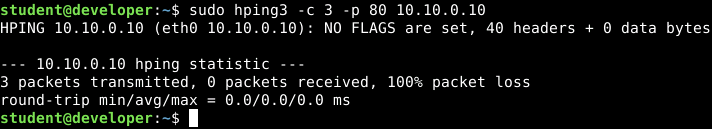 student@developer:~$ sudo hping3 -c 3 -p 80 10.10.0.10
HPING 10.10.0.10 (eth0 10.10.0.10): NO FLAGS are set, 40 headers + 0 data bytes
--- 10.10.0.10 hping statistic ---
3 packets transmitted, 0 packets received, 100% packet loss
round-trip min/avg/max = 0.0/0.0/0.0 ms
student@developer:~$